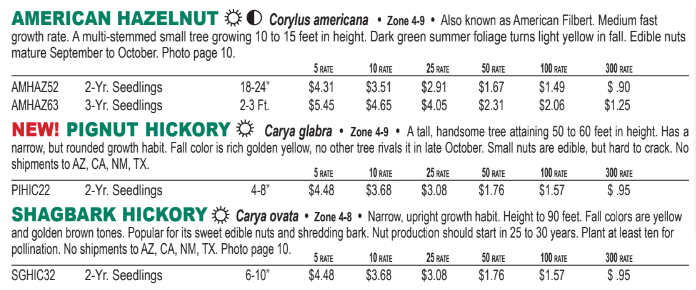 AMERICAN HAZELNUT Corylus americana • Zone 4-9 • Also known as American Filbert. Medium fast
growth rate. A multi-stemmed small tree growing 10 to 15 feet in height. Dark green summer foliage turns light yellow in fall. Edible nuts
mature September to October. Photo page 10.
5 RATE 10 RATE 25 RATE 50 RATE 100 RATE 300 RATE
AMHAZ52 2-Yr. Seedlings 18-24" $4.31 $3.51 $2.91 $1.67 $1.49 $ .90
AMHAZ63 3-Yr. Seedlings 2-3 Ft. $5.45 $4.65 $4.05 $2.31 $2.06 $1.25
NEW! PIGNUT HICKORY Carya glabra • Zone 4-9 • A tall, handsome tree attaining 50 to 60 feet in height. Has a
narrow, but rounded growth habit. Fall color is rich golden yellow, no other tree rivals it in late October. Small nuts are edible, but hard to crack. No
shipments to AZ, CA, NM, TX.
5 RATE 10 RATE 25 RATE 50 RATE 100 RATE 300 RATE
PIHIC22 2-Yr. Seedlings 4-8" $4.48 $3.68 $3.08 $1.76 $1.57 $ .95
SHAGBARK HICKORY Carya ovata • Zone 4-8 • Narrow, upright growth habit. Height to 90 feet. Fall colors are yellow
and golden brown tones. Popular for its sweet edible nuts and shredding bark. Nut production should start in 25 to 30 years. Plant at least ten for
pollination. No shipments to AZ, CA, NM, TX. Photo page 10.
5 RATE 10 RATE 25 RATE 50 RATE 100 RATE 300 RATE
SGHIC32 2-Yr. Seedlings 6-10" $4.48 $3.68 $3.08 $1.76 $1.57 $ .95